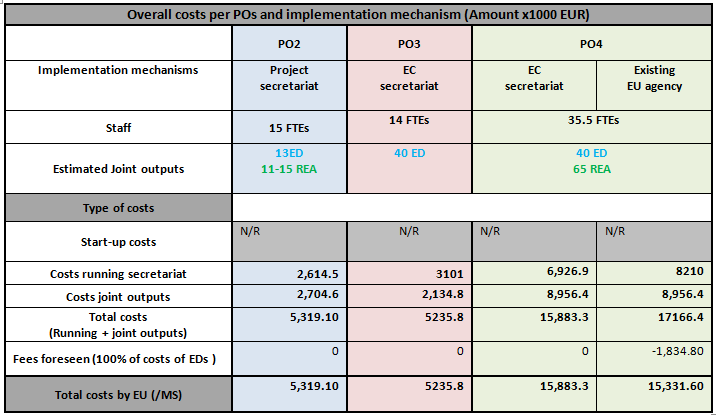 Overall costs per POs and implementation mechanism (Amount x1000 EUR)
PO2 PO3 PO4
Implementation mechanisms Project secretariat EC secretariat EC secretariat Existing EU agency
Staff 15 FTEs 14 FTEs 35.5 FTEs
Estimated Joint outputs 13ED 11-15 REA 40 ED 40 ED 65 REA
Type of costs
Start-up costs N/R N/R N/R N/R
Costs running secretariat 2,614.5 3101 6,926.9 8210
Costs joint outputs 2,704.6 2,134.8 8,956.4 8,956.4
Total costs (Running + joint outputs) 5,319.10 5235.8 15,883.3 17166.4
Fees foreseen (100% of costs of EDs ) 0 0 0 -1,834.80
Total costs by EU (/MS) 5,319.10 5235.8 15,883.3 15,331.60